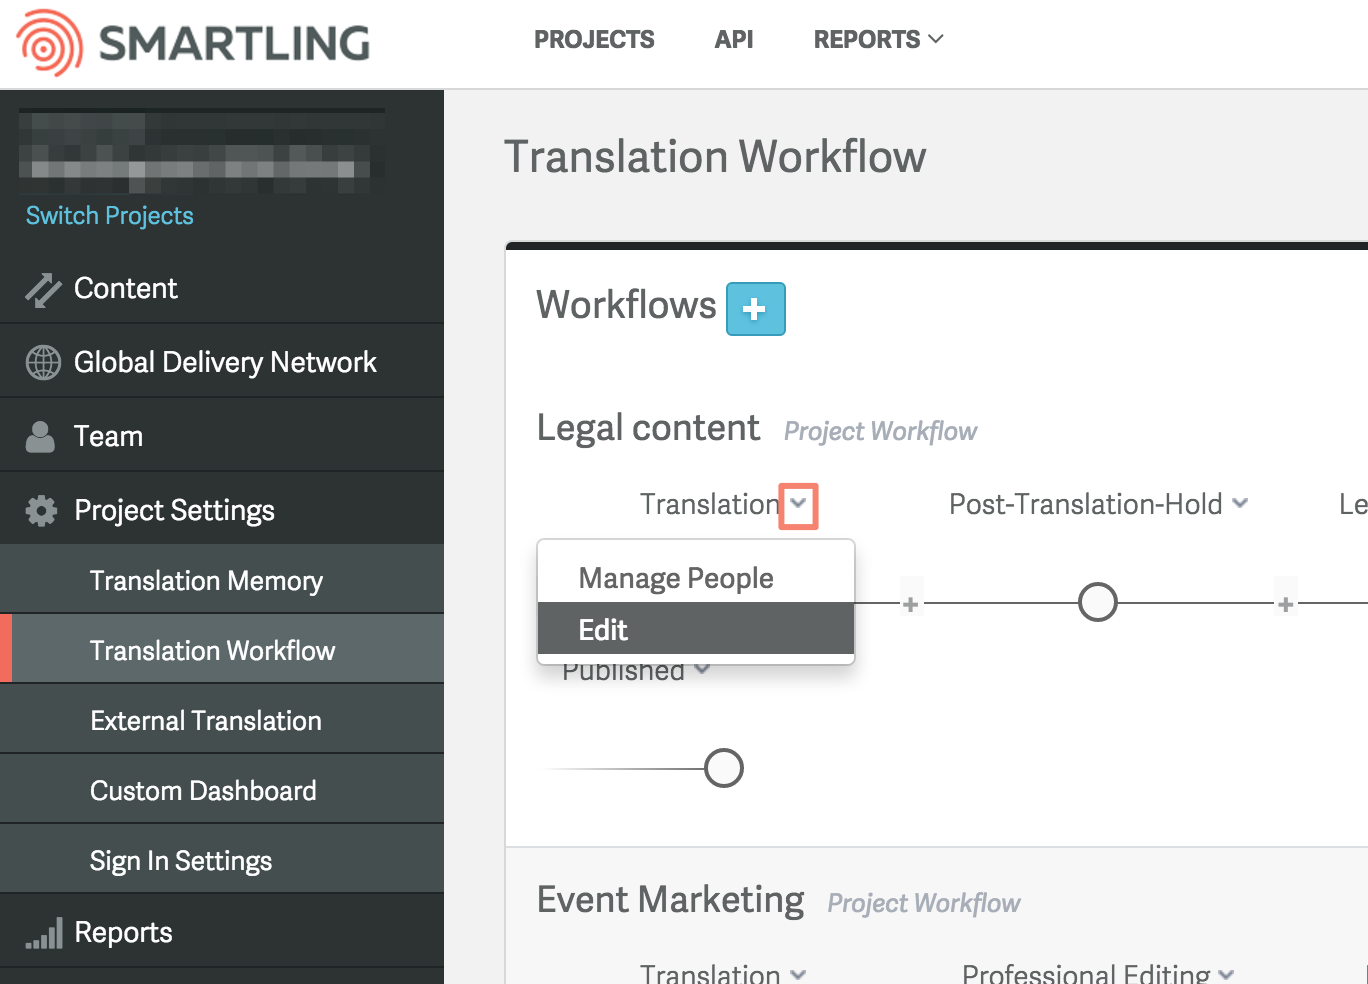 SMARTLING
PROJECTS
API
REPORTS
Switch Projects
Content
Global Delivery Network
Team
Project Settings
Translation Memory
Translation Workflow
External Translation
Custom Dashboard
Sign In Settings
Reports
Translation Workflow
Workflows +
Legal content Project Workflow
Translation
Post-Translation-Hold
Le
Manage People
Edit
+
+
Published
Event Marketing Project Workflow
Translation
Professional Editing